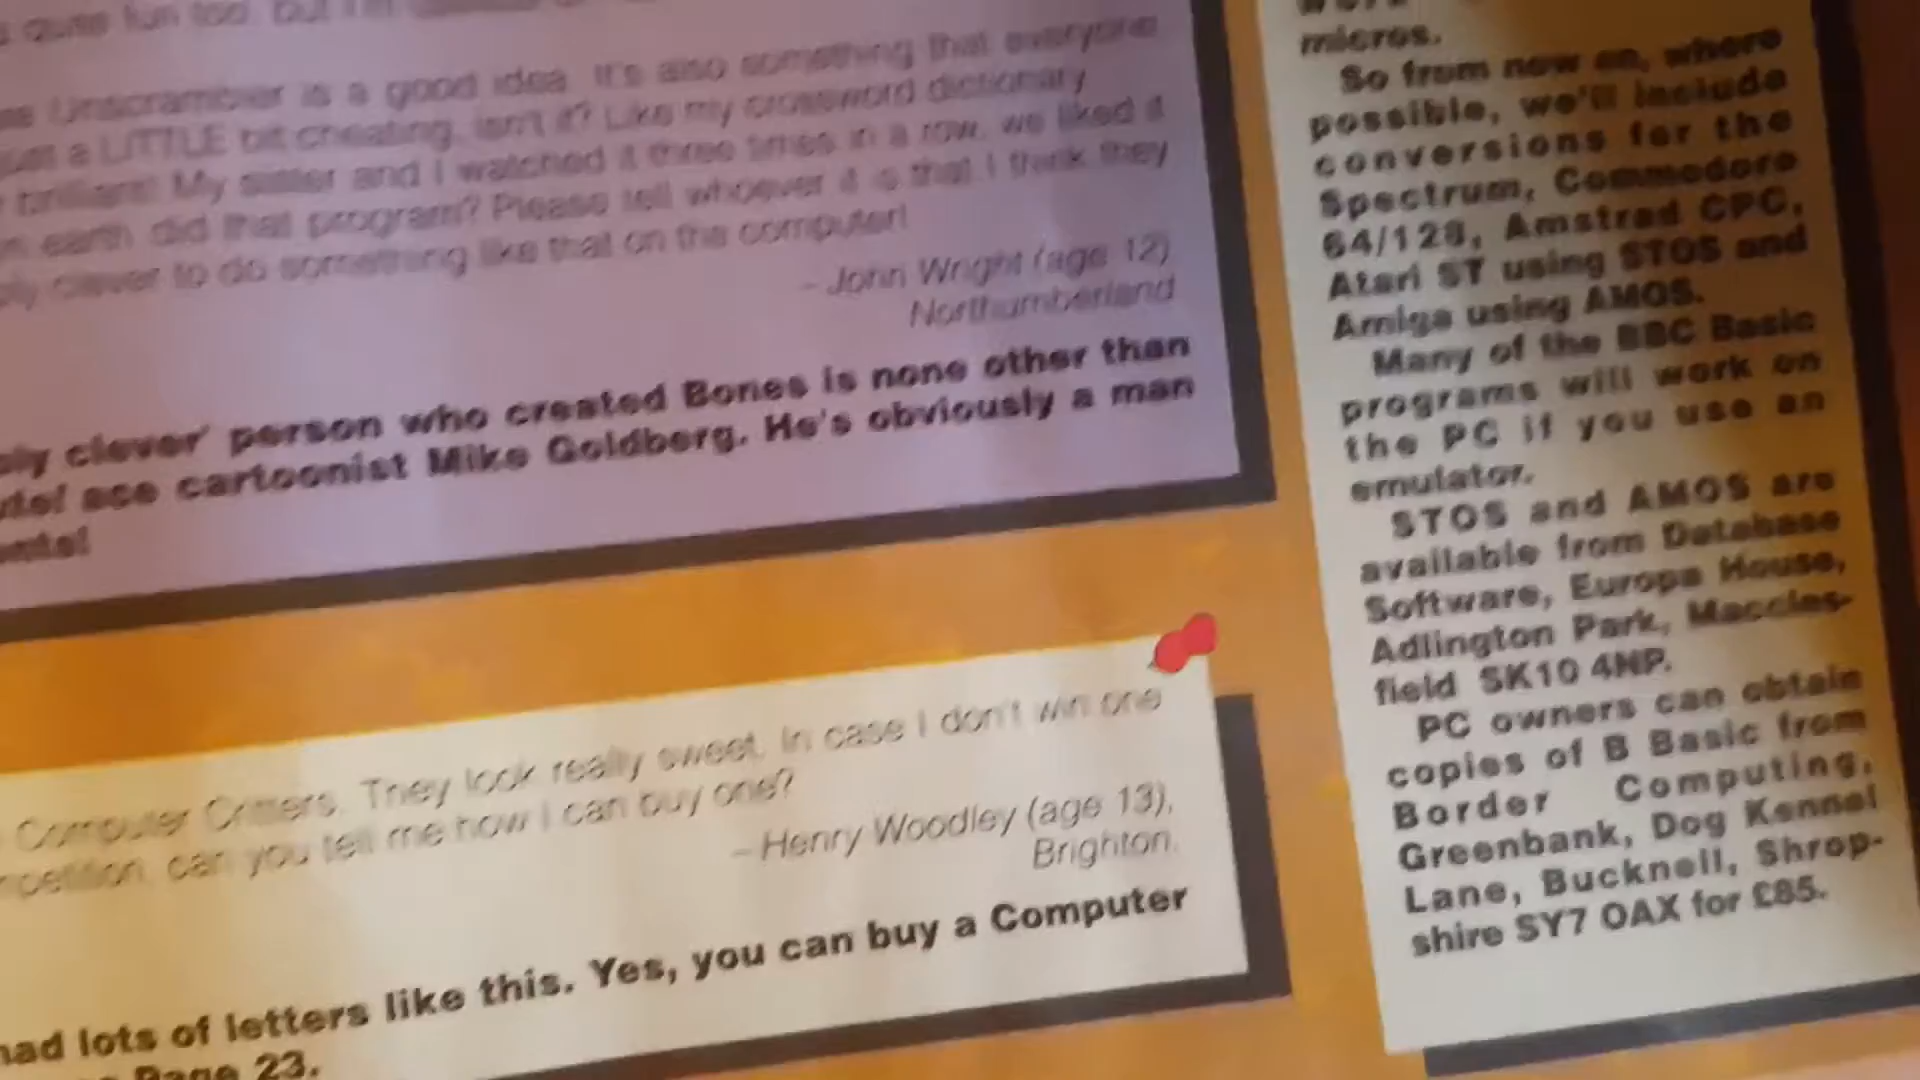 quite fun too, but I'm
Unscrambler is a good idea. It's also something that everyone
just a LITTLE bit cheating, isn't it? Like my crossword dictionary
brilliant! My sister and I watched it three times in a row, we liked it
earth did that program? Please tell whoever it is that I think they
clever to do something like that on the computer!
– John Wright (age 12)
Northumberland
clever' person who created Bones is none other than
ace cartoonist Mike Goldberg. He's obviously a man
Computer Critters. They look really sweet. In case I don't win one
can you tell me how I can buy one?
– Henry Woodley (age 13),
Brighton.
had lots of letters like this. Yes, you can buy a Computer
Page 23.
micros.
So from now on, where
possible, we'll include
conversions for the
Spectrum, Commodore
64/128, Amstrad CPC,
Atari ST using STOS and
Amiga using AMOS.
Many of the BBC Basic
programs will work on
the PC if you use an
emulator.
STOS and AMOS are
available from Database
Software, Europa House,
Adlington Park, Maccles-
field SK10 4NP.
PC owners can obtain
copies of B Basic from
Border Computing,
Greenbank, Dog Kennel
Lane, Bucknell, Shrop-
shire SY7 OAX for £85.